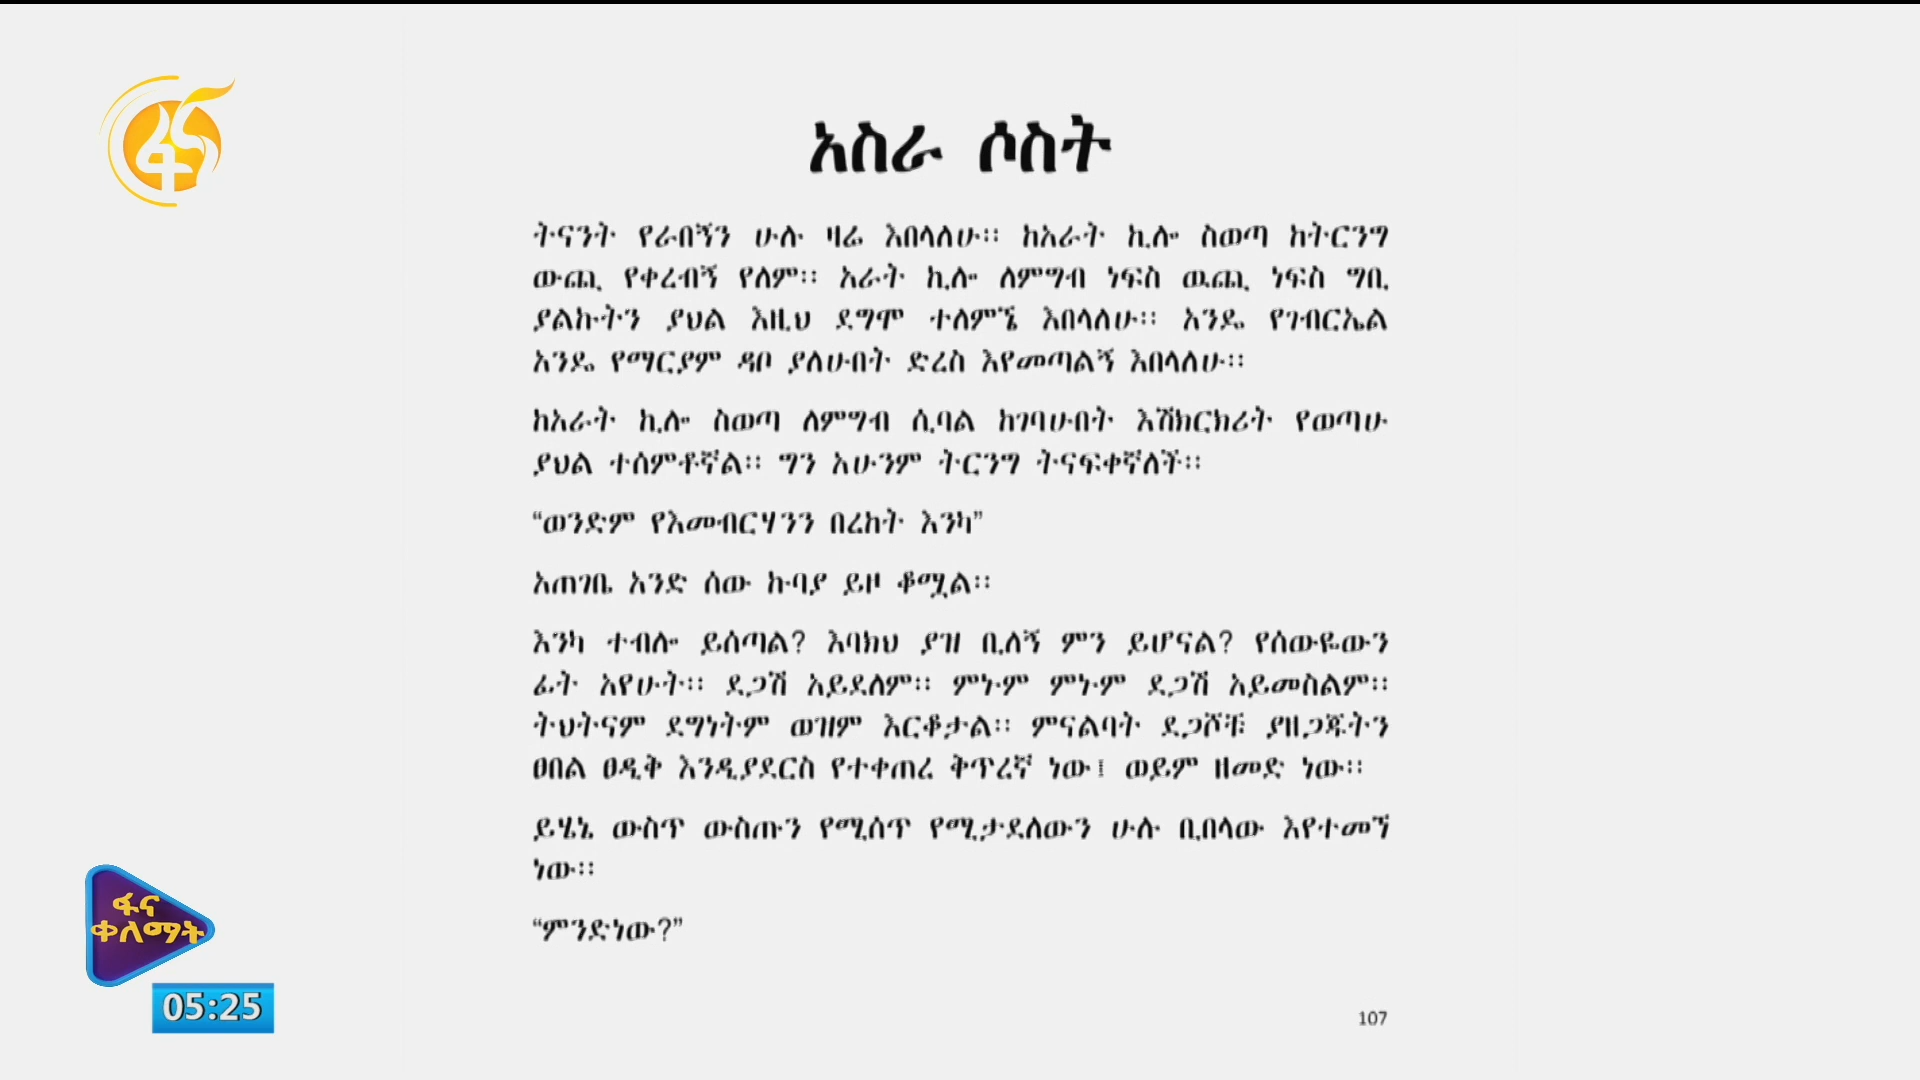 አስራ ሶስት
ትናንት የራበኝን ሁሉ ዛሬ እበላለሁ፡፡ ከአራት ኪሎ ስወጣ ከትርንግ
ውጪ የቀረብኝ የለም፡፡ አራት ኪሎ ለምግብ ነፍስ ዉጪ ነፍስ ግቢ
ያልኩትን ያህል እዚህ ደግሞ ተለምኜ እበላለሁ፡፡ አንዴ የገብርኤል
አንዴ የማርያም ዳቦ ያለሁበት ድረስ እየመጣልኝ እበላለሁ፡፡
ከአራት ኪሎ ስወጣ ለምግብ ሲባል ከገባሁበት እሽክርክሪት የወጣሁ
ያህል ተሰምቶኛል፡፡ ግን አሁንም ትርንግ ትናፍቀኛለች፡፡
“ወንድም የእመብርሃንን በረከት እንካ”
አጠገቤ አንድ ሰው ኩባያ ይዞ ቆሟል፡፡
እንካ ተብሎ ይሰጣል? እባክህ ያዝ ቢለኝ ምን ይሆናል? የሰውዬውን
ፊት አየሁት፡፡ ደጋሽ አይደለም፡፡ ምኑም ምኑም ደጋሽ አይመስልም፡፡
ትህትናም ደግነትም ወዝም እርቆታል፡፡ ምናልባት ደጋሾቹ ያዘጋጁትን
ፀበል ፀዲቅ እንዲያደርስ የተቀጠረ ቅጥረኛ ነው፤ ወይም ዘመድ ነው፡፡
ይሄኔ ውስጥ ውስጡን የሚሰጥ የሚታደለውን ሁሉ ቢበላው እየተመኘ
ነው፡፡
“ምንድነው?”
107
ፋና
ቀለማት
05:25